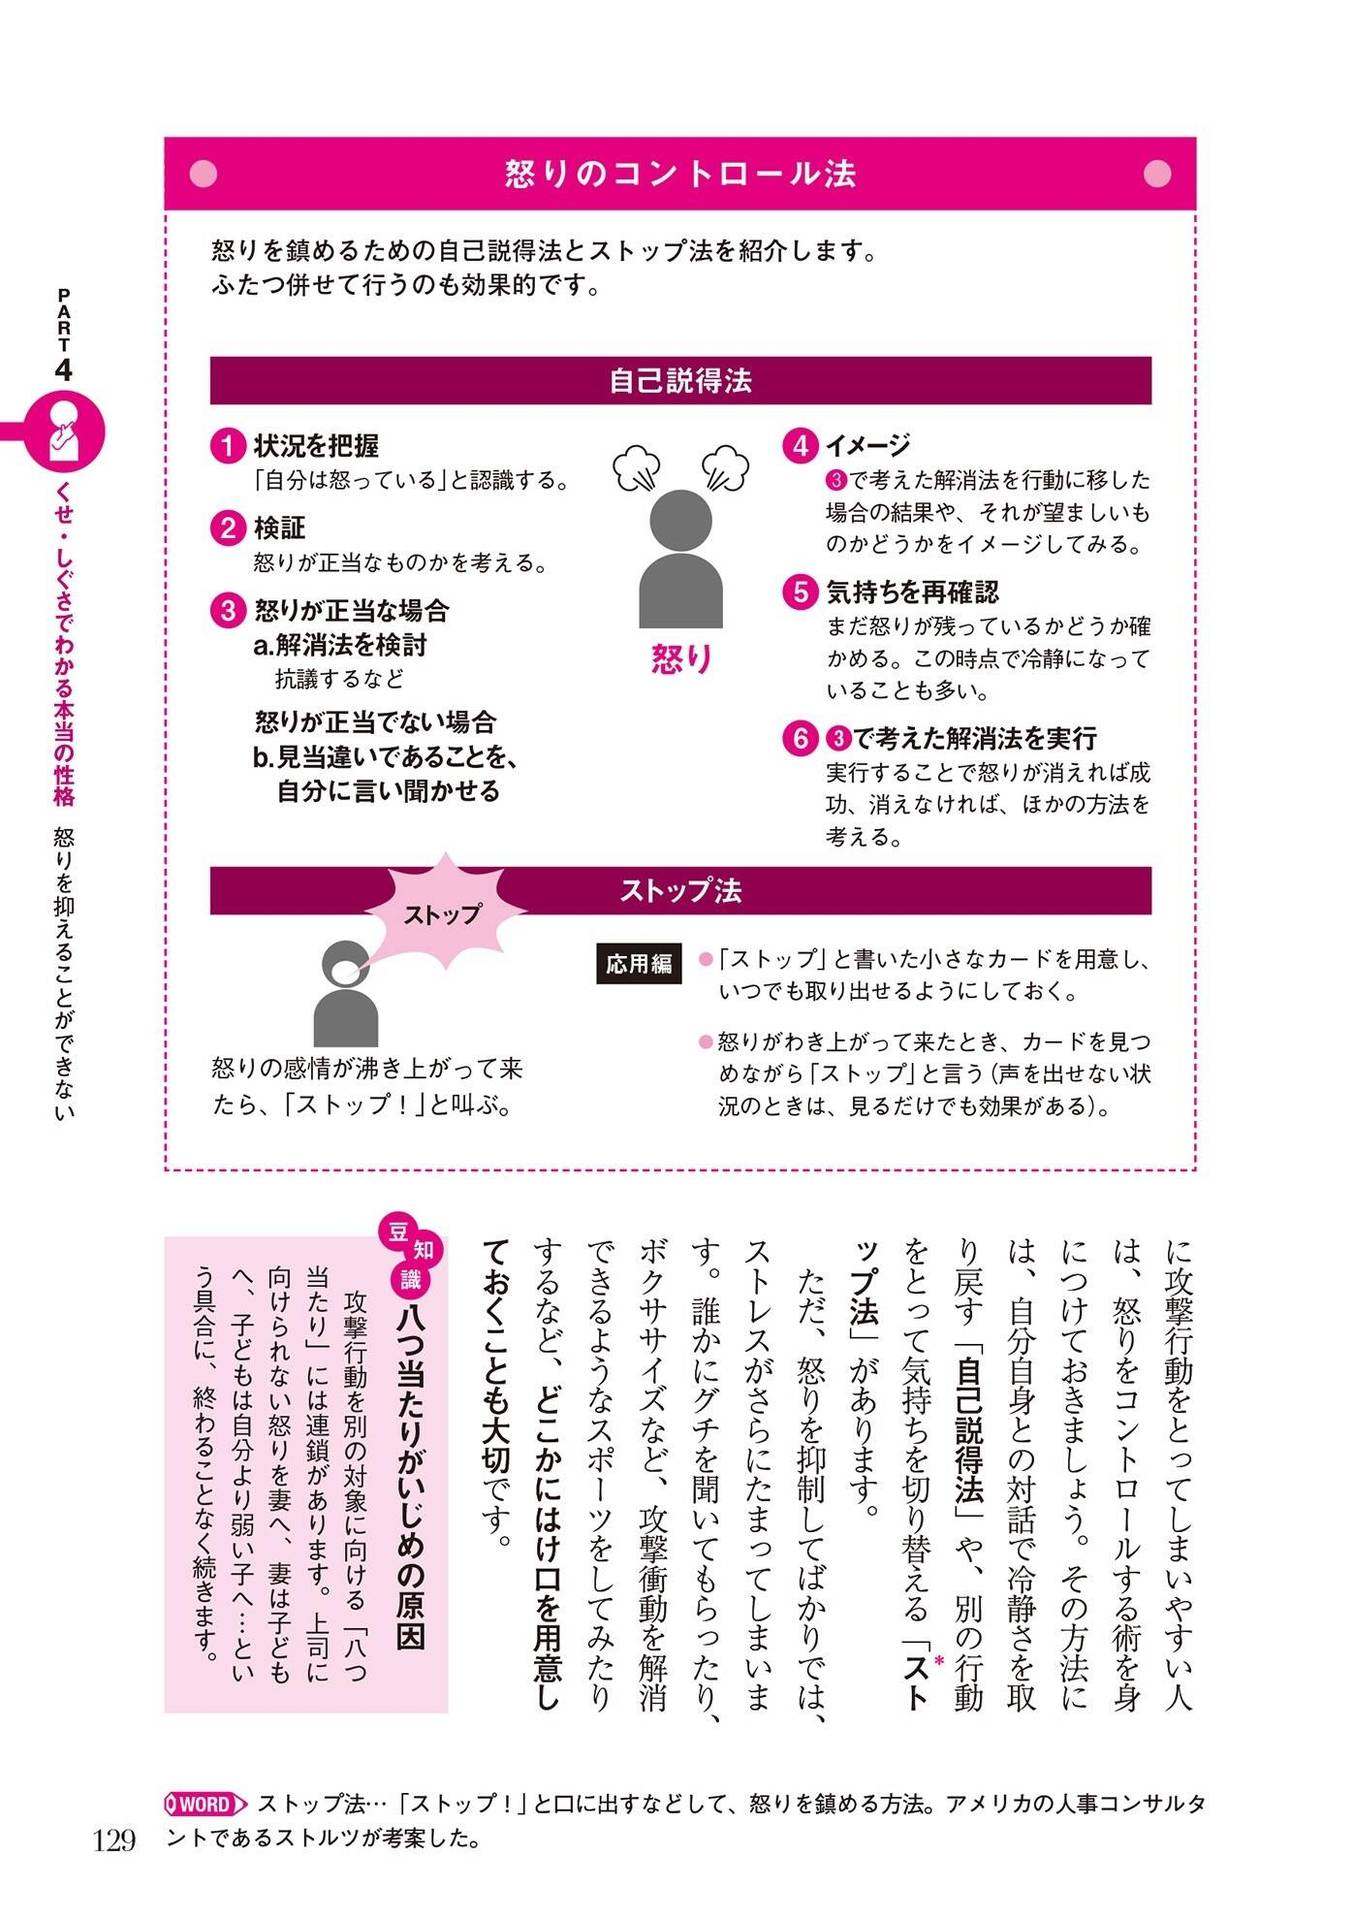 怒りのコントロール法
怒りを鎮めるための自己説得法とストップ法を紹介します。
ふたつ併せて行うのも効果的です。
自己説得法
1 状況を把握
「自分は怒っている」と認識する。
2 検証
怒りが正当なものかを考える。
3 怒りが正当な場合
a.解消法を検討
抗議するなど
怒りが正当でない場合
b.見当違いであることを、
自分に言い聞かせる
怒り
4 イメージ
3で考えた解消法を行動に移した
場合の結果や、それが望ましいも
のかどうかをイメージしてみる。
5 気持ちを再確認
まだ怒りが残っているかどうか確
かめる。この時点で冷静になって
いることも多い。
6 3で考えた解消法を実行
実行することで怒りが消えれば成
功、消えなければ、ほかの方法を
考える。
ストップ法
ストップ
怒りの感情が沸き上がって来
たら、「ストップ！」と叫ぶ。
応用編
●「ストップ」と書いた小さなカードを用意し、
いつでも取り出せるようにしておく。
●怒りがわき上がって来たとき、カードを見つ
めながら「ストップ」と言う（声を出せない状
況のときは、見るだけでも効果がある）。
PART 4
くせ・しぐさでわかる本当の性格 怒りを抑えることができない
に攻撃行動をとってしまいやすい人
は、怒りをコントロールする術を身
につけておきましょう。その方法に
は、自分自身との対話で冷静さを取
り戻す「自己説得法」や、別の行動
をとって気持ちを切り替える「スト*
ップ法」があります。
ただ、怒りを抑制してばかりでは、
ストレスがさらにたまってしまいま
す。誰かにグチを聞いてもらったり、
ボクササイズなど、攻撃衝動を解消
できるようなスポーツをしてみたり
するなど、どこかにはけ口を用意し
ておくことも大切です。
豆知識
八つ当たりがいじめの原因
攻撃行動を別の対象に向ける「八つ
当たり」には連鎖があります。上司に
向けられない怒りを妻へ、妻は子ども
へ、子どもは自分より弱い子へ…とい
う具合に、終わることなく続きます。
WORD ストップ法…「ストップ！」と口に出すなどして、怒りを鎮める方法。アメリカの人事コンサルタ
ントであるストルツが考案した。
129